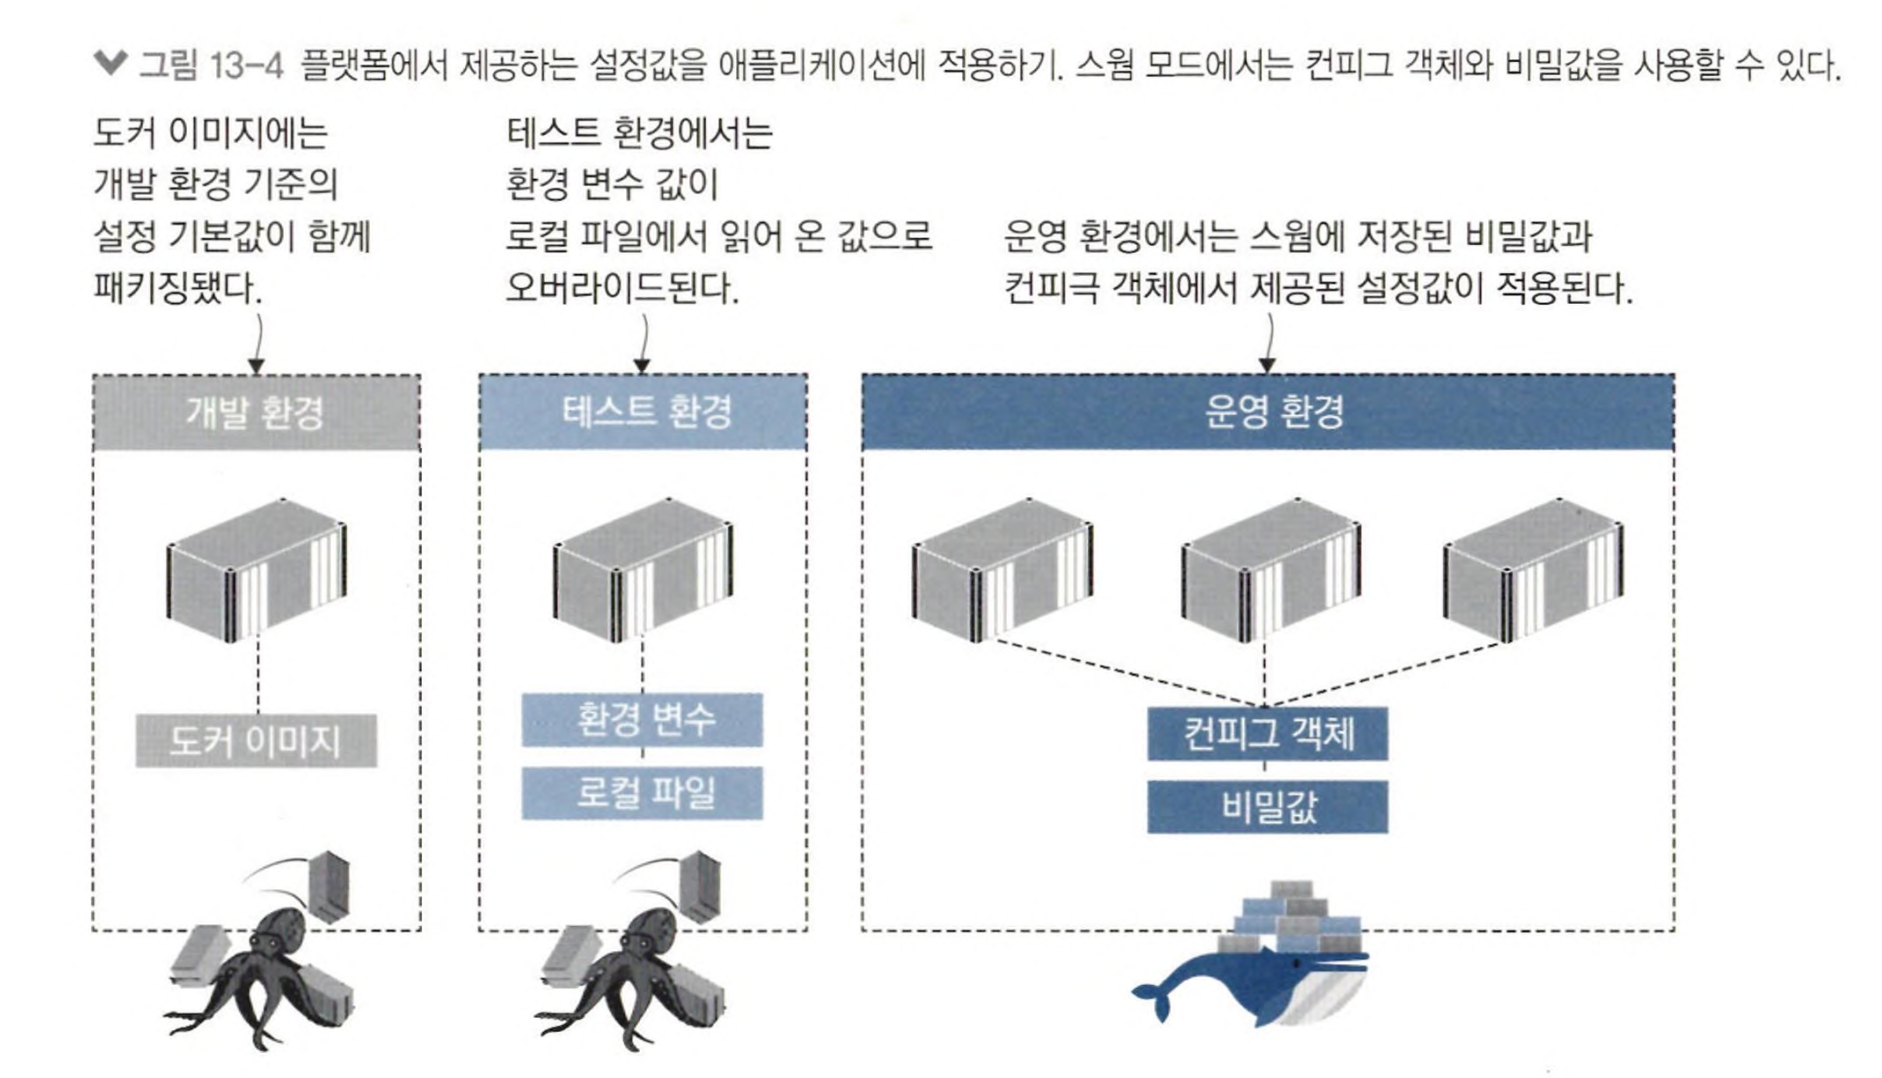 그림 13-4 플랫폼에서 제공하는 설정값을 애플리케이션에 적용하기. 스웜 모드에서는 컨피그 객체와 비밀값을 사용할 수 있다.
도커 이미지에는
개발 환경 기준의
설정 기본값이 함께
패키징됐다.
테스트 환경에서는
환경 변수 값이
로컬 파일에서 읽어 온 값으로
오버라이드된다.
운영 환경에서는 스웜에 저장된 비밀값과
컨피극 객체에서 제공된 설정값이 적용된다.
개발 환경
도커 이미지
테스트 환경
환경 변수
로컬 파일
운영 환경
컨피그 객체
비밀값